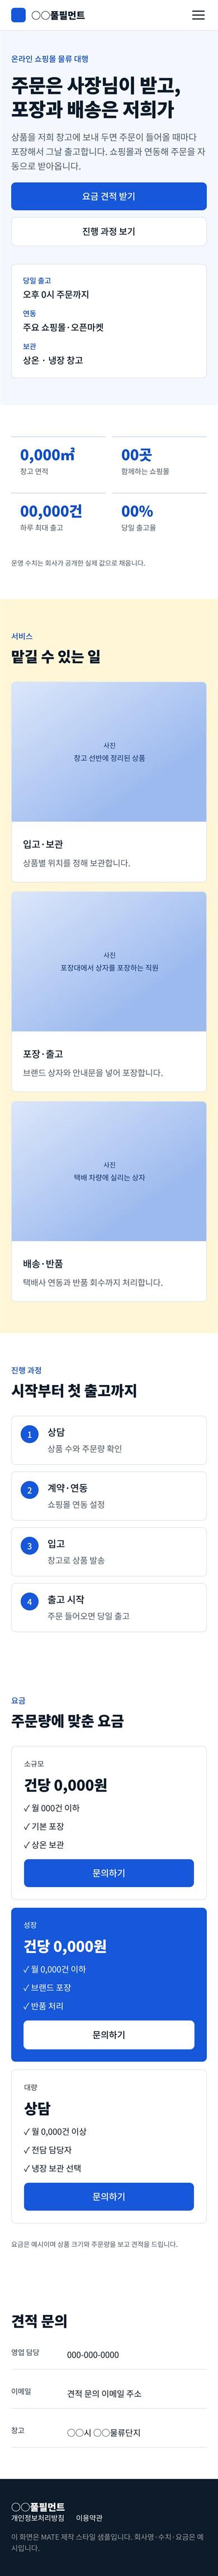 ○○풀필먼트
온라인 쇼핑몰 물류 대행
주문은 사장님이 받고,
포장과 배송은 저희가
상품을 저희 창고에 보내 두면 주문이 들어올 때마다
포장해서 그날 출고합니다. 쇼핑몰과 연동해 주문을 자
동으로 받아옵니다.
요금 견적 받기
진행 과정 보기
당일 출고
오후 0시 주문까지
연동
주요 쇼핑몰·오픈마켓
보관
상온 · 냉장 창고
0,000㎡
창고 면적
00곳
함께하는 쇼핑몰
00,000건
하루 최대 출고
00%
당일 출고율
운영 수치는 회사가 공개한 실제 값으로 채웁니다.
서비스
맡길 수 있는 일
사진
창고 선반에 정리된 상품
입고·보관
상품별 위치를 정해 보관합니다.
사진
포장대에서 상자를 포장하는 직원
포장·출고
브랜드 상자와 안내문을 넣어 포장합니다.
사진
택배 차량에 실리는 상자
배송·반품
택배사 연동과 반품 회수까지 처리합니다.
진행 과정
시작부터 첫 출고까지
1 상담
상품 수와 주문량 확인
2 계약·연동
쇼핑몰 연동 설정
3 입고
창고로 상품 발송
4 출고 시작
주문 들어오면 당일 출고
요금
주문량에 맞춘 요금
소규모
건당 0,000원
✓ 월 000건 이하
✓ 기본 포장
✓ 상온 보관
문의하기
성장
건당 0,000원
✓ 월 0,000건 이하
✓ 브랜드 포장
✓ 반품 처리
문의하기
대량
상담
✓ 월 0,000건 이상
✓ 전담 담당자
✓ 냉장 보관 선택
문의하기
요금은 예시이며 상품 크기와 주문량을 보고 견적을 드립니다.
견적 문의
영업 담당 000-000-0000
이메일 견적 문의 이메일 주소
창고 ○○시 ○○물류단지
○○풀필먼트
개인정보처리방침 이용약관
이 화면은 MATE 제작 스타일 샘플입니다. 회사명·수치·요금은 예
시입니다.